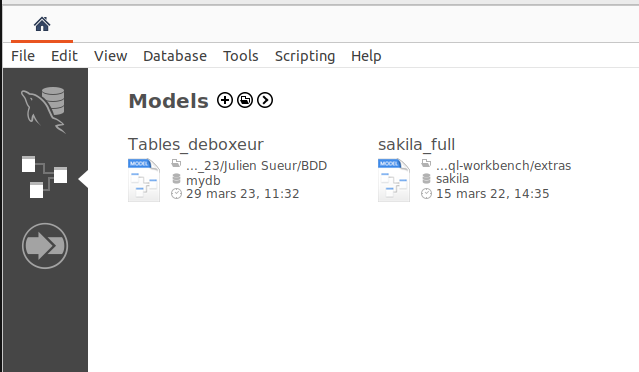 File Edit View Database Tools Scripting Help
Models
Tables_deboxeur
MODEL
..._23/Julien Sueur/BDD
mydb
29 mars 23, 11:32
sakila_full
MODEL
...ql-workbench/extras
sakila
15 mars 22, 14:35